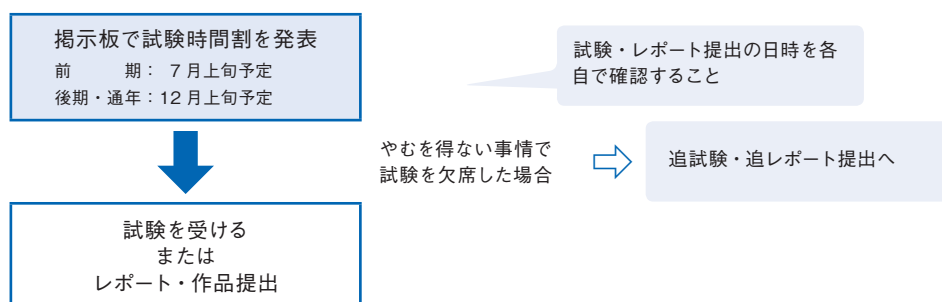 掲示板で試験時間割を発表
前　　　期： 7月上旬予定
後期・通年：12月上旬予定
試験・レポート提出の日時を各
自で確認すること
やむを得ない事情で
試験を欠席した場合
追試験・追レポート提出へ
試験を受ける
または
レポート・作品提出